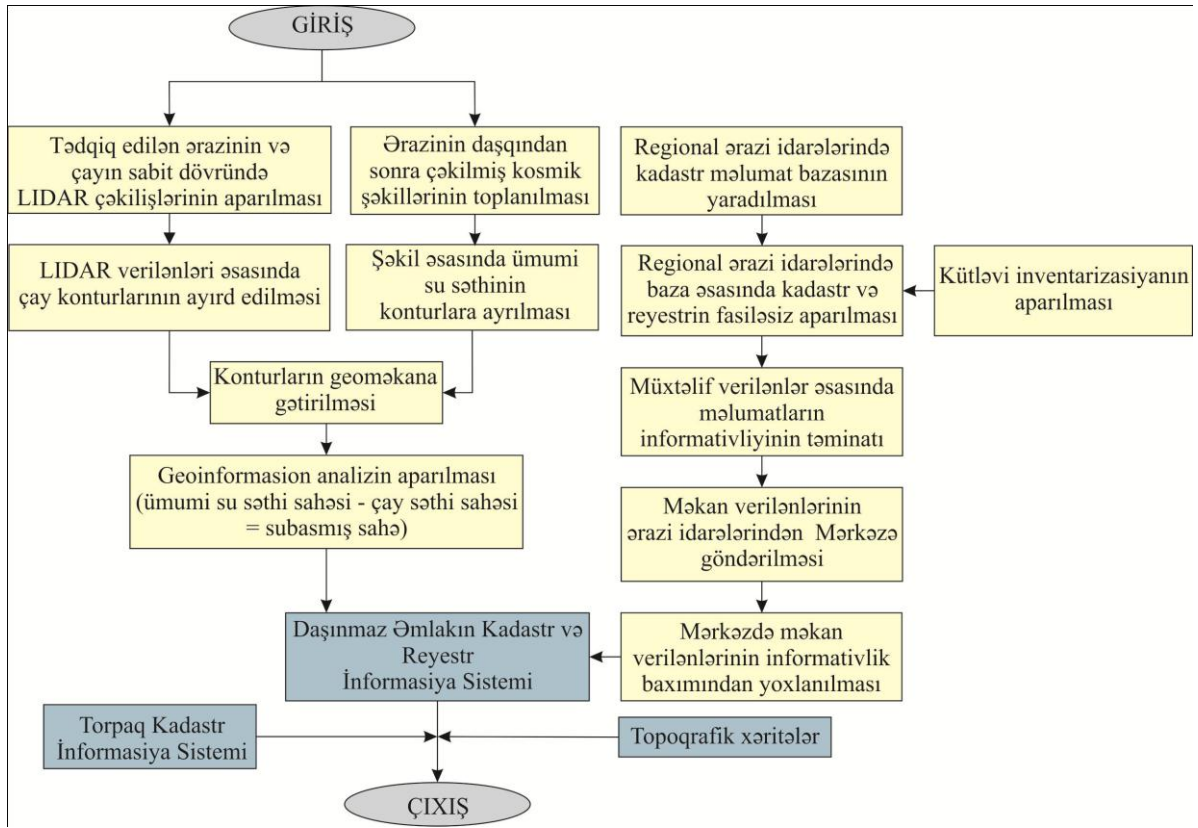 GİRİŞ
Tədqiq edilən ərazinin və
çayın sabit dövründə
LIDAR çəkilişlərinin aparılması
Ərazinin daşqından
sonra çəkilmiş kosmik
şəkillərinin toplanılması
Regional ərazi idarələrində
kadastr məlumat bazasının
yaradılması
LIDAR verilənləri əsasında
çay konturlarının ayırd edilməsi
Şəkil əsasında ümumi
su səthinin
konturlara ayrılması
Regional ərazi idarələrində
baza əsasında kadastr və
reyestrin fasiləsiz aparılması
Kütləvi inventarizasiyanın
aparılması
Konturların geoməkana
gətirilməsi
Müxtəlif verilənlər əsasında
məlumatların
informativliyinin təminatı
Geoinformasion analizin aparılması
(ümumi su səthi sahəsi - çay səthi sahəsi
= subasmış sahə)
Məkan verilənlərinin
ərazi idarələrindən Mərkəzə
göndərilməsi
Daşınmaz Əmlakın Kadastr və
Reyestr
İnformasiya Sistemi
Mərkəzdə məkan
verilənlərinin informativlik
baxımından yoxlanılması
Torpaq Kadastr
İnformasiya Sistemi
Topoqrafik xəritələr
ÇIXIŞ